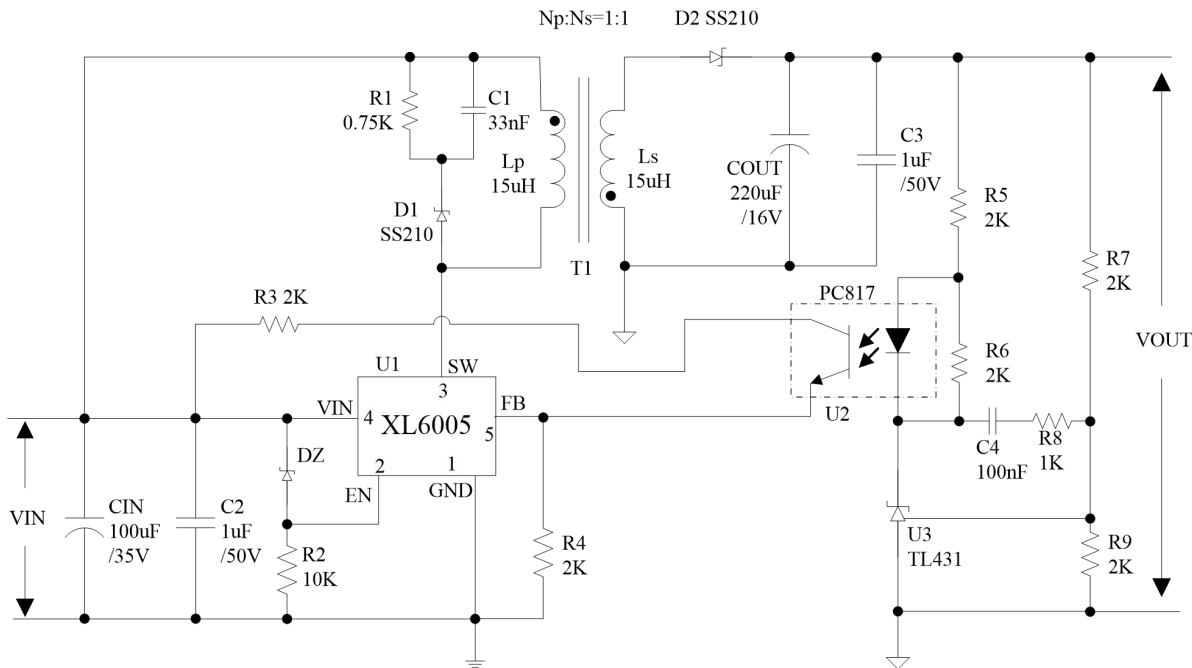 Np:Ns=1:1
D2 SS210
R1
0.75K
C1
33nF
Lp
15uH
Ls
15uH
COUT
220uF
/16V
C3
1uF
/50V
R5
2K
D1
SS210
T1
R7
2K
R3 2K
PC817
VOUT
U1
SW
3
R6
2K
VIN
4
XL6005
FB
5
U2
C4
100nF
R8
1K
DZ
2
1
EN
GND
VIN
CIN
100uF
/35V
C2
1uF
/50V
R2
10K
R4
2K
U3
TL431
R9
2K